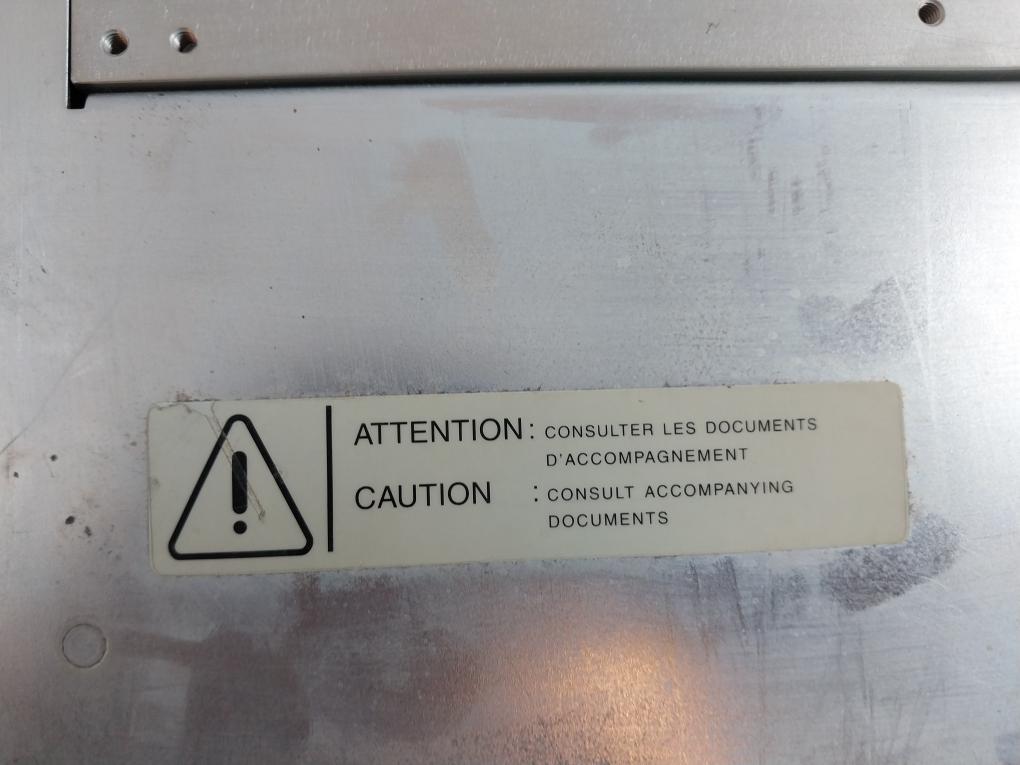 ATTENTION: CONSULTER LES DOCUMENTS
D'ACCOMPAGNEMENT
CAUTION : CONSULT ACCOMPANYING
DOCUMENTS